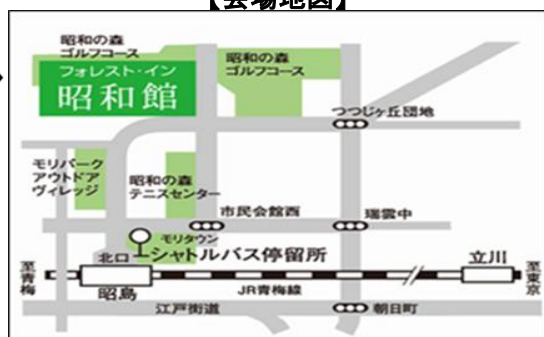 【会場地図】
昭和の森
ゴルフコース
昭和の森
ゴルフコース
フォレスト・イン
昭和館
つつじヶ丘団地
モリパーク
アウトドア
ヴィレッジ
昭和の森
テニスセンター
市民会館西
瑞雲中
モリタウン
北口
シャトルバス停留所
至青梅
昭島
JR青梅線
立川
至東京
江戸街道
朝日町